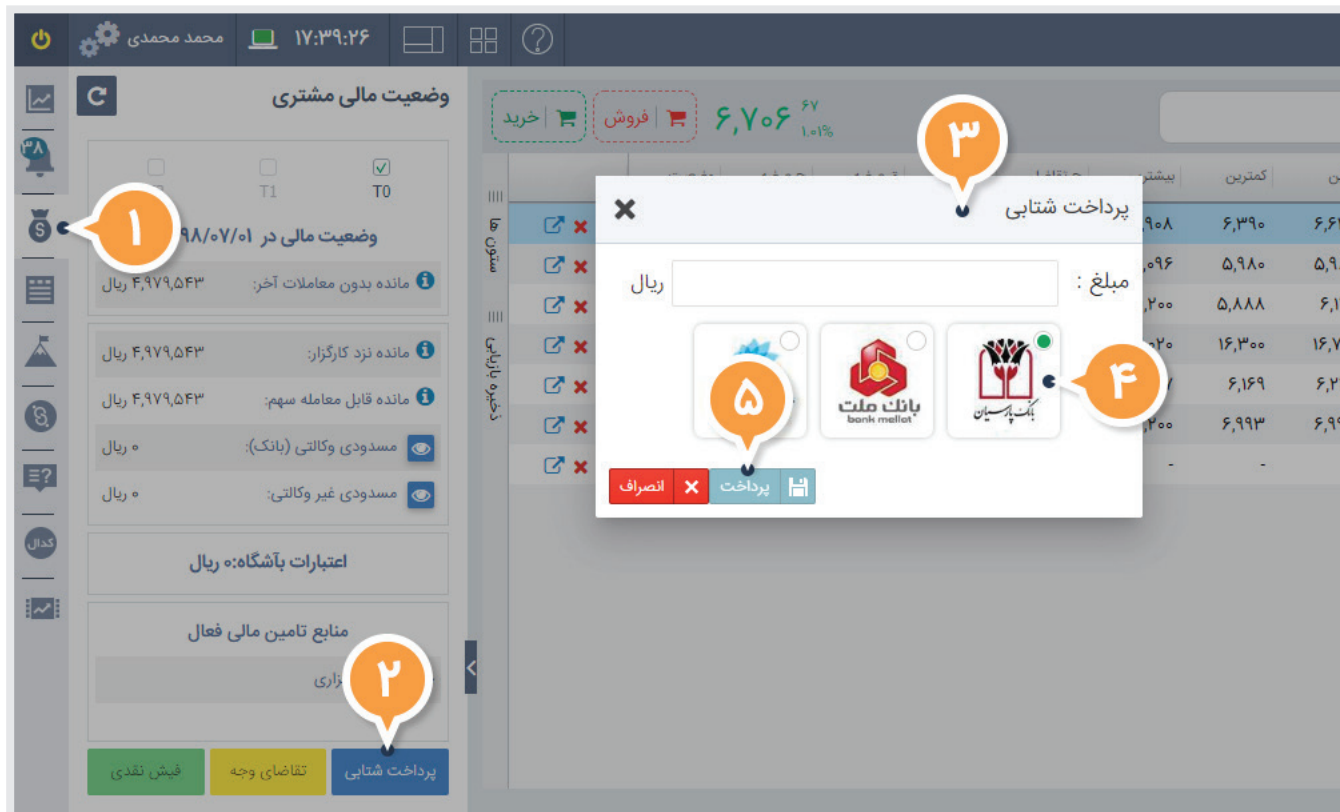 محمد محمدی
۱۷:۳۹:۲۶
۳۸
وضعیت مالی مشتری
T0
T1
وضعیت مالی در ۹۸/۰۷/۰۱
مانده بدون معاملات آخر: ۴,۹۷۹,۵۴۳ ریال
مانده نزد کارگزار: ۴,۹۷۹,۵۴۳ ریال
مانده قابل معامله سهم: ۴,۹۷۹,۵۴۳ ریال
مسدودی وکالتی (بانک): ۰ ریال
مسدودی غیر وکالتی: ۰ ریال
اعتبارات باشگاه:۰ ریال
منابع تامین مالی فعال
پرداخت شتابی
تقاضای وجه
فیش نقدی
کدال
۱
۲
خرید
فروش
۶,۷۰۶
۶۷
۱.۰۱%
ستون ها
ذخیره بازیابی
کمترین
۶,۳۹۰
۵,۹۸۰
۵,۸۸۸
۱۶,۳۰۰
۶,۱۶۹
۶,۹۹۳
-
-
۳
پرداخت شتابی
مبلغ :
ریال
بانک پارسیان
بانک ملت
bank mellat
۴
۵
پرداخت
انصراف